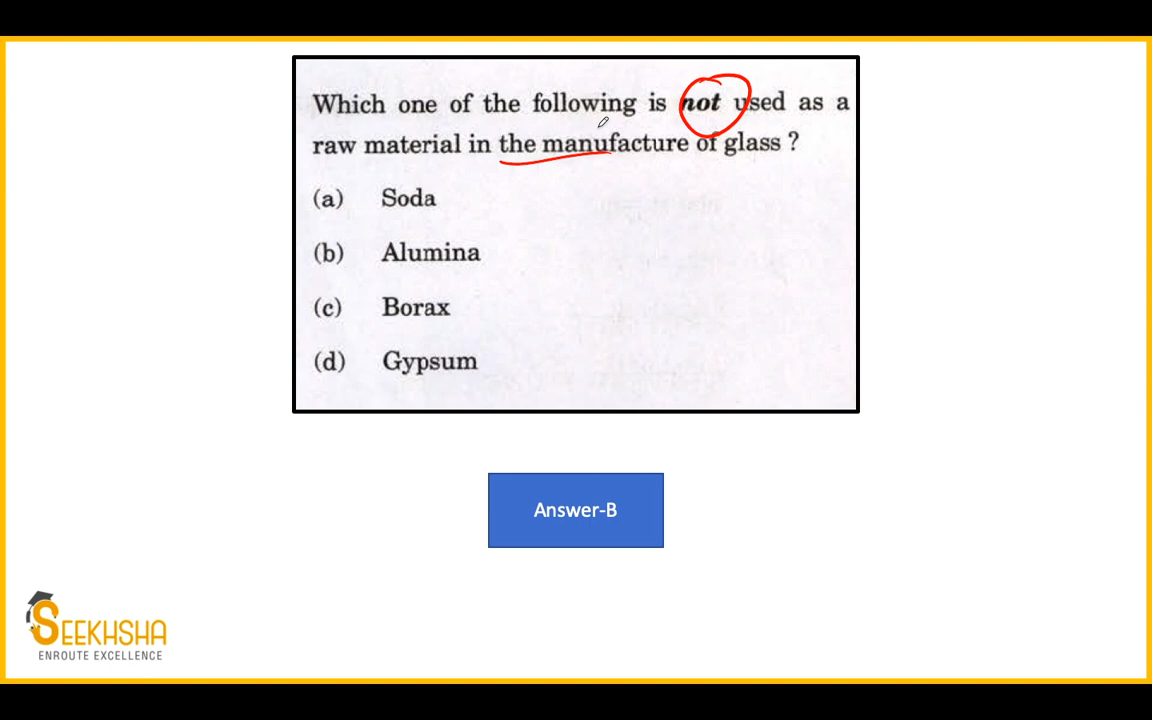 Which one of the following is not used as a
raw material in the manufacture of glass ?
(a) Soda
(b) Alumina
(c) Borax
(d) Gypsum
Answer-B
SEEKHSHA
ENROUTE EXCELLENCE